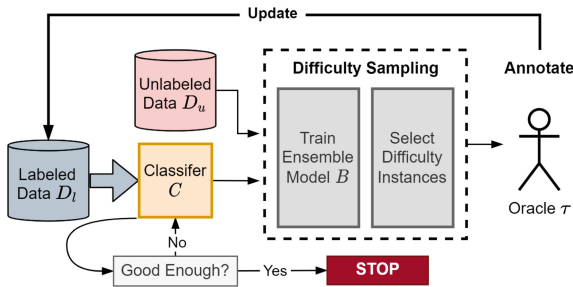 Update
Unlabeled
Data D_u
Difficulty Sampling
Annotate
Labeled
Data D_l
Classifer
C
Train
Ensemble
Model B
Select
Difficulty
Instances
Oracle τ
No
Good Enough?
Yes
STOP